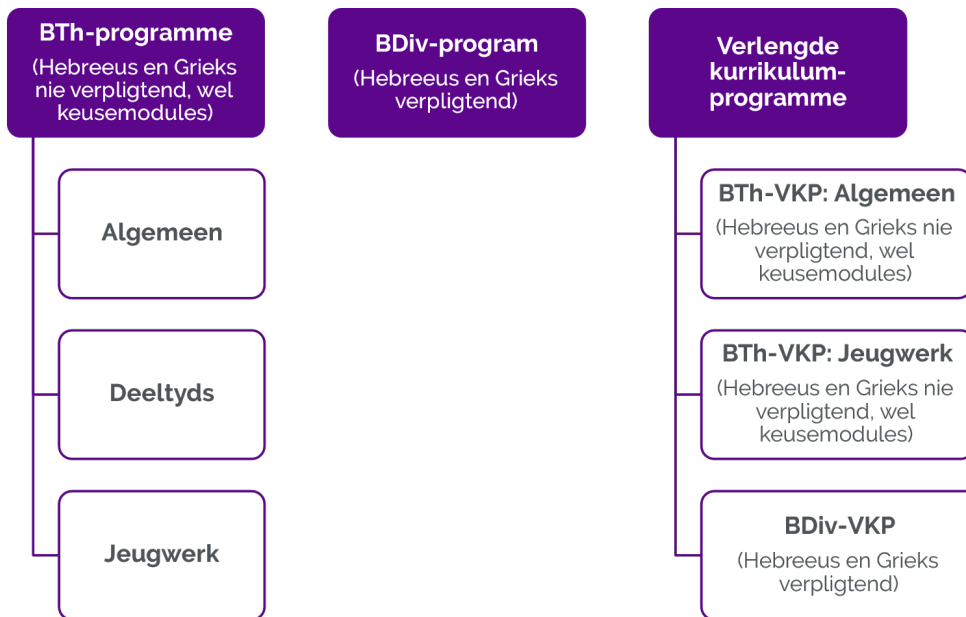 BTh-programme
(Hebreeus en Grieks
nie verpligtend, wel
keusemodules)
Algemeen
Deeltyds
Jeugwerk
BDiv-program
(Hebreeus en Grieks
verpligtend)
Verlengde
kurrikulum-
programme
BTh-VKP: Algemeen
(Hebreeus en Grieks nie
verpligtend, wel
keusemodules)
BTh-VKP: Jeugwerk
(Hebreeus en Grieks nie
verpligtend, wel
keusemodules)
BDiv-VKP
(Hebreeus en Grieks
verpligtend)